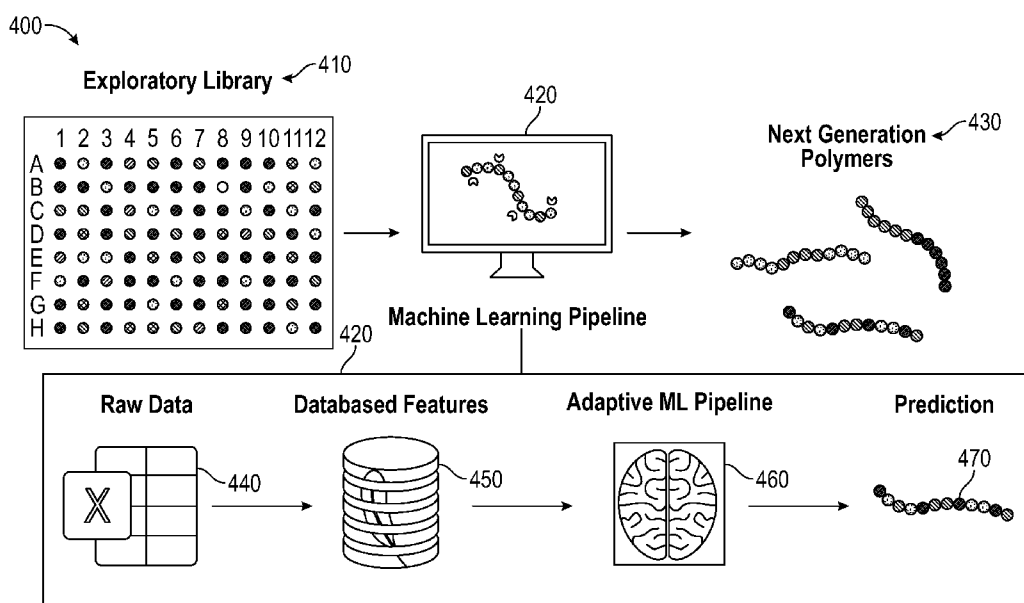 400
Exploratory Library 410
1 2 3 4 5 6 7 8 9 10 11 12
A
B
C
D
E
F
G
H
420
Machine Learning Pipeline
Next Generation 430
Polymers
420
Raw Data
X
440
Databased Features
450
Adaptive ML Pipeline
460
Prediction
470